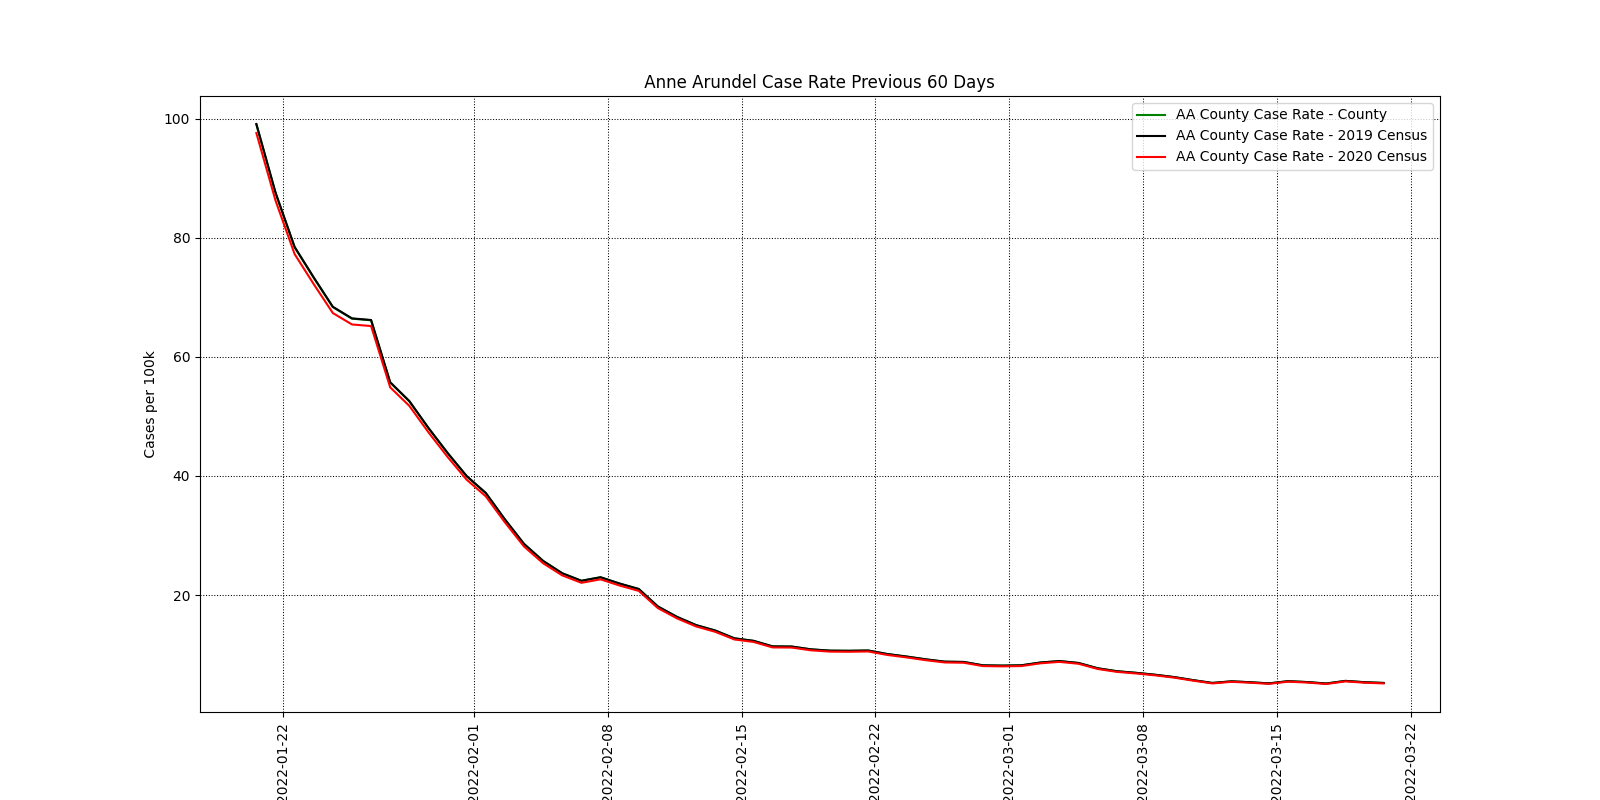 Anne Arundel Case Rate Previous 60 Days
AA County Case Rate - County
AA County Case Rate - 2019 Census
AA County Case Rate - 2020 Census
Cases per 100k
100
80
60
40
20
2022-01-22
2022-02-01
2022-02-08
2022-02-15
2022-02-22
2022-03-01
2022-03-08
2022-03-15
2022-03-22